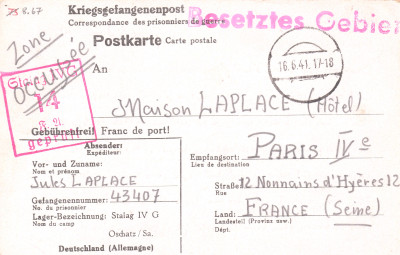 8.67
Kriegsgefangenenpost
Correspondance des prisonniers de guerre
Besetztes Gebiet
Zone
occupée
Postkarte Carte postale
16.6.41.17-18
An
Stalag
14
geprüft
Maison LAPLACE (Hôtel)
Gebührenfrei! Franc de port!
PARIS IVe
Absender:
Expéditeur:
Empfangsort:
Lieu de destination
Vor- und Zuname:
Nom et prénom
Jules LAPLACE
Straße: 12 Nonnains d'Hyères 12
Rue
Gefangenennummer: 43407
No. du prisonnier
Lager-Bezeichnung: Stalag IV G
Nom du camp
Land: FRANCE (Seine)
Landesteil (Provinz usw.)
Dépt.
Oschatz / Sa.
Deutschland (Allemagne)